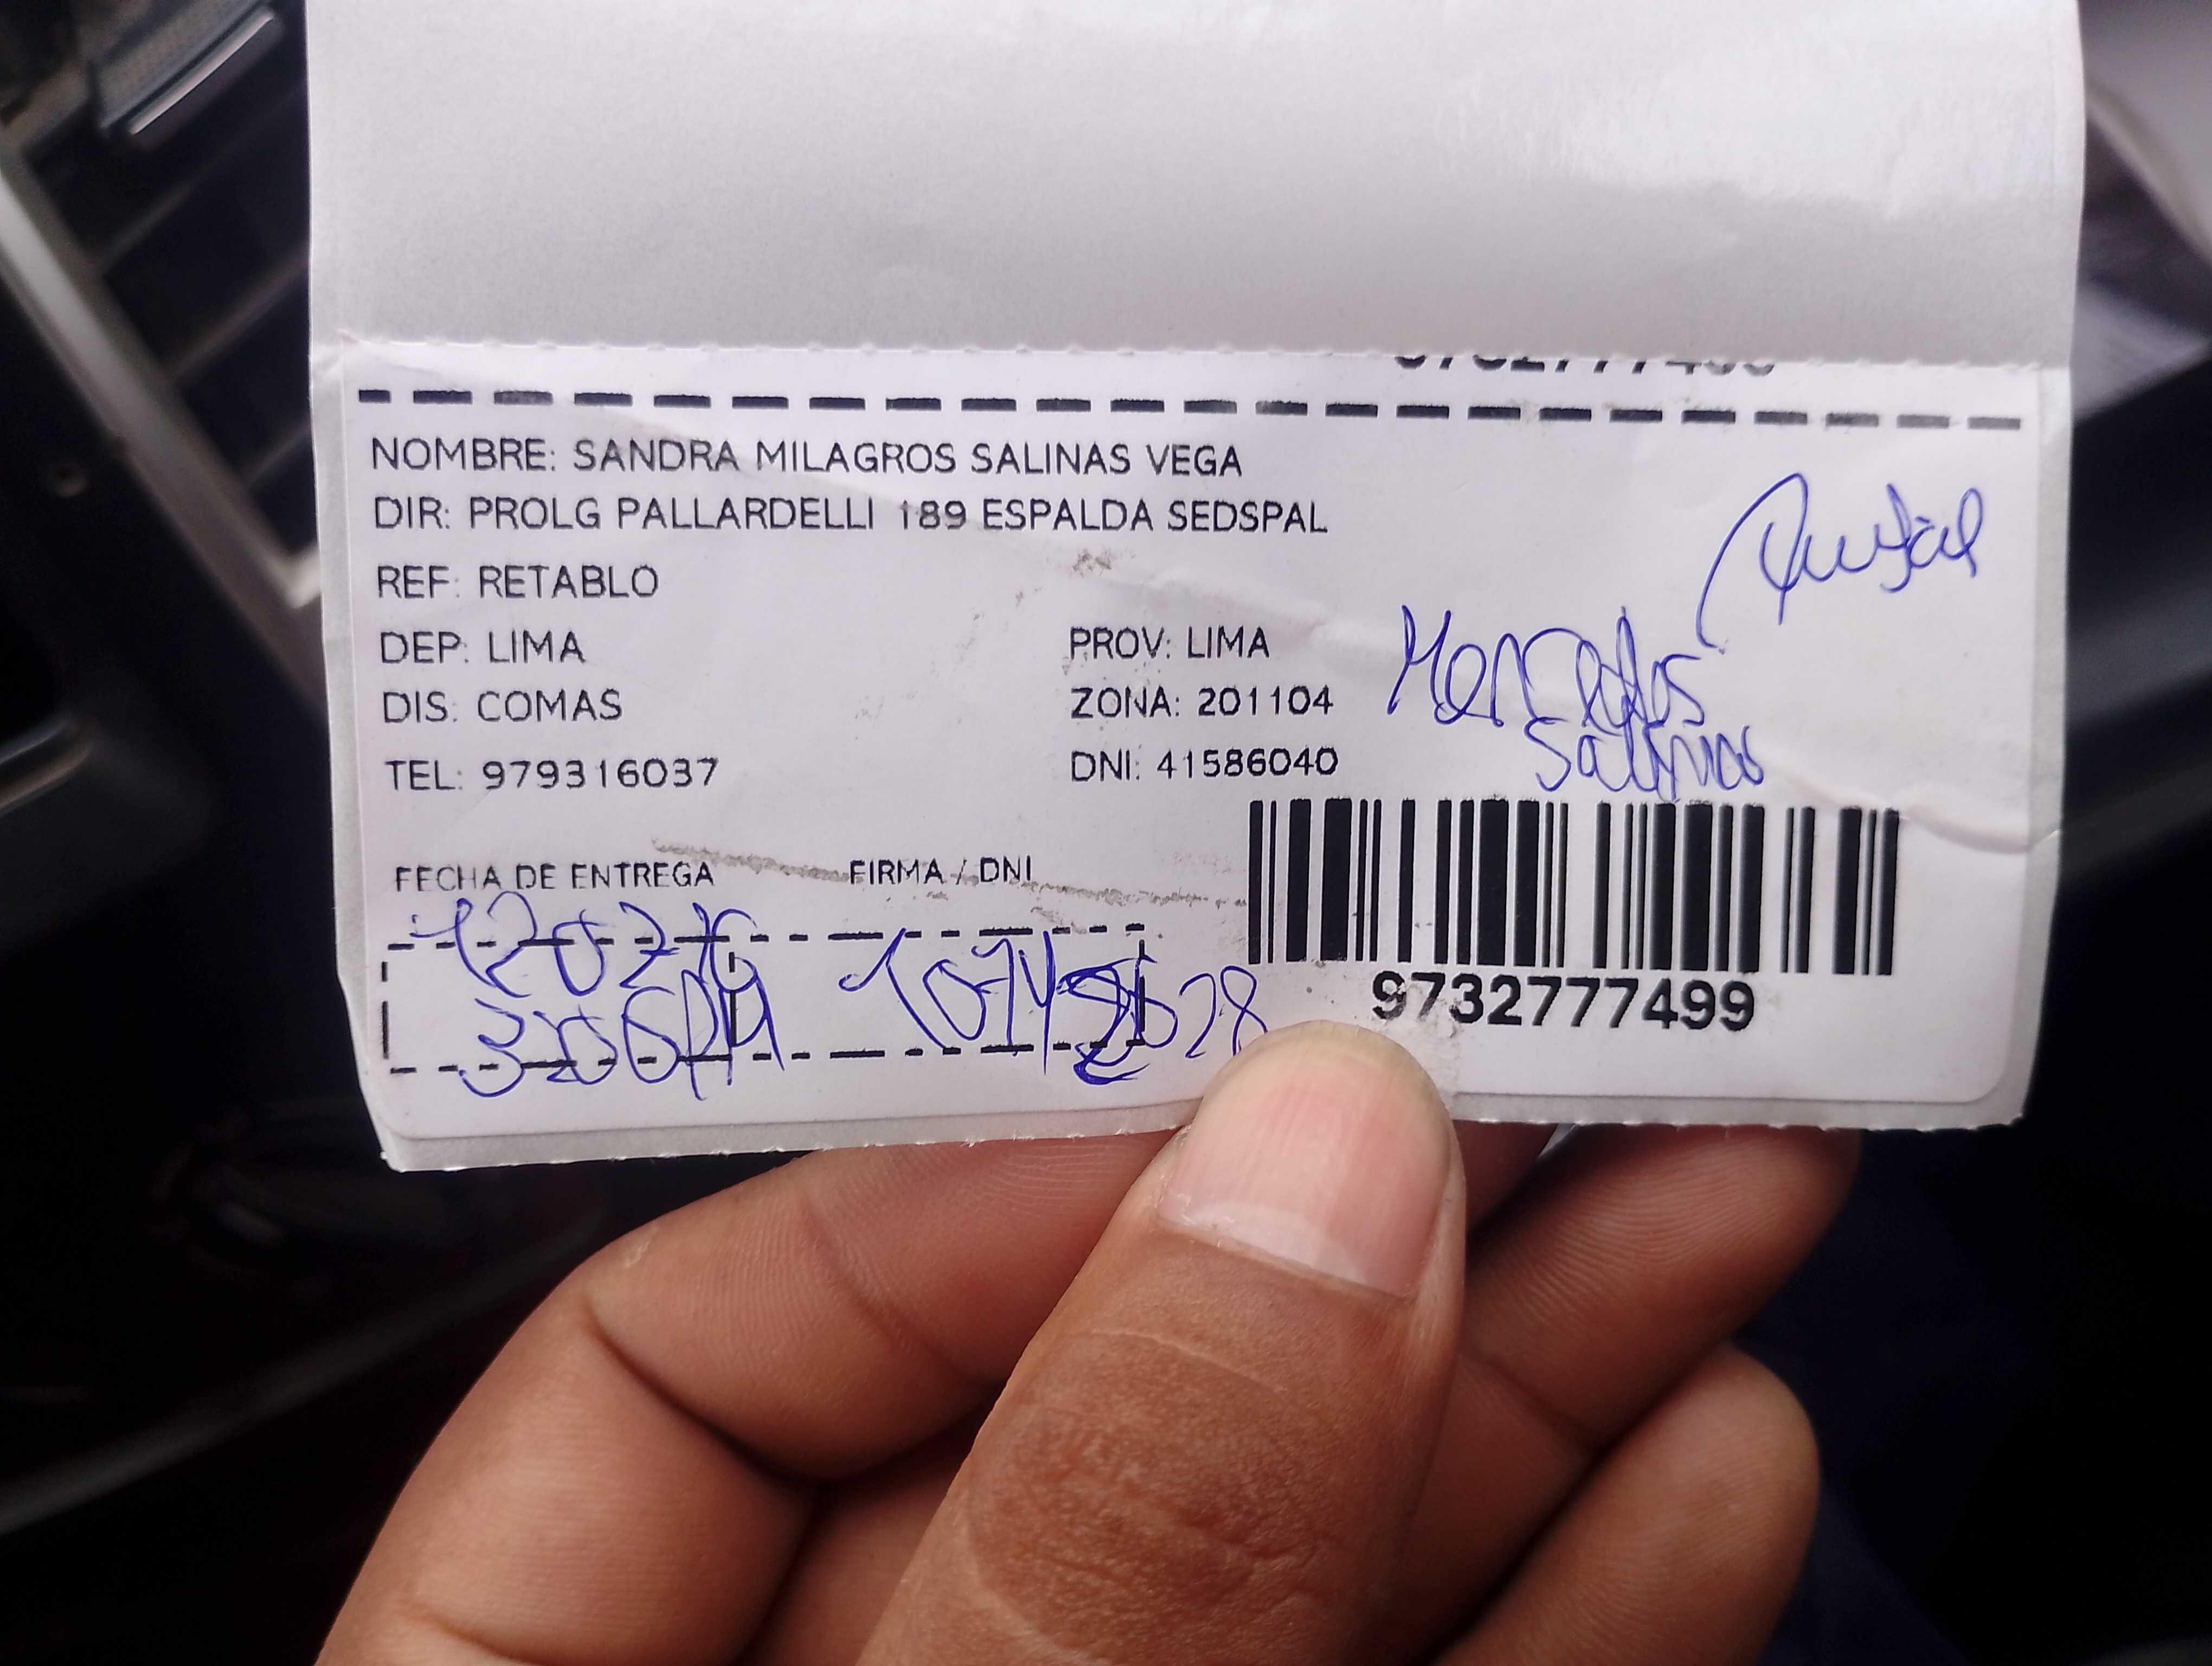 NOMBRE: SANDRA MILAGROS SALINAS VEGA
DIR: PROLG PALLARDELLI 189 ESPALDA SEDSPAL
REF: RETABLO
DEP: LIMA
PROV: LIMA
DIS: COMAS
ZONA: 201104
TEL: 979316037
DNI: 41586040
Salinas
FECHA DE ENTREGA
FIRMA / DNI
9732777499